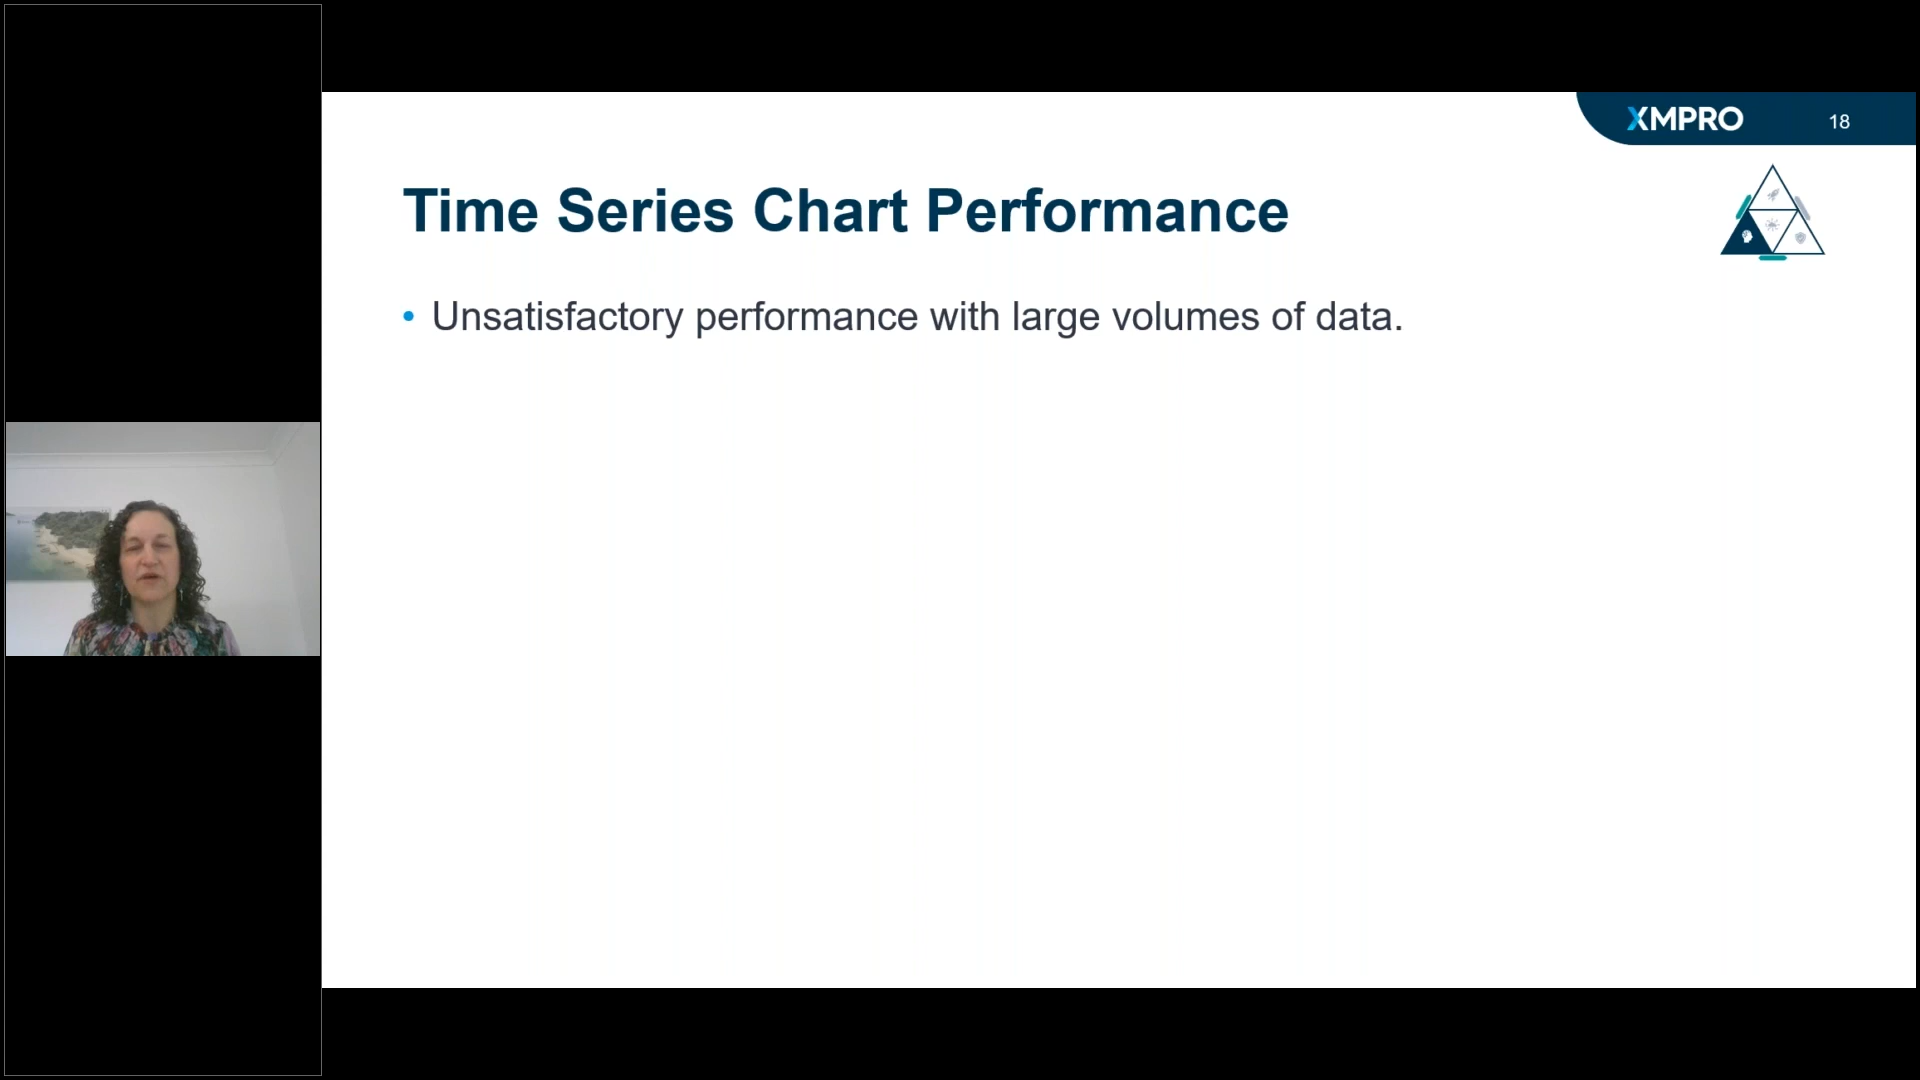 XMPRO
18
Time Series Chart Performance
• Unsatisfactory performance with large volumes of data.